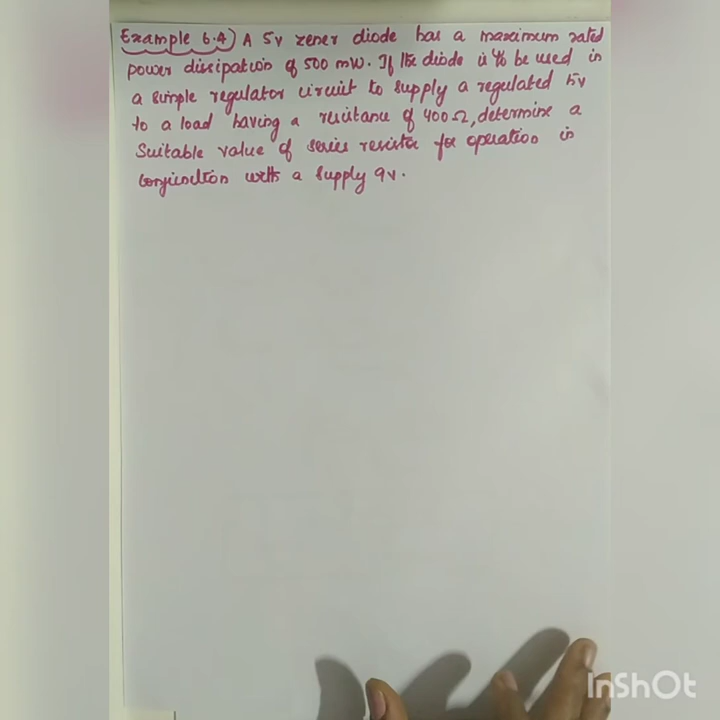 Example 6.4) A 5v zener diode has a maximum rated
power dissipation of 500 mW. If the diode is to be used in
a simple regulator circuit to supply a regulated 5v
to a load having a resistance of 400Ω, determine a
Suitable value of series resistor for operation in
Conjunction with a supply 9v.
InShOt